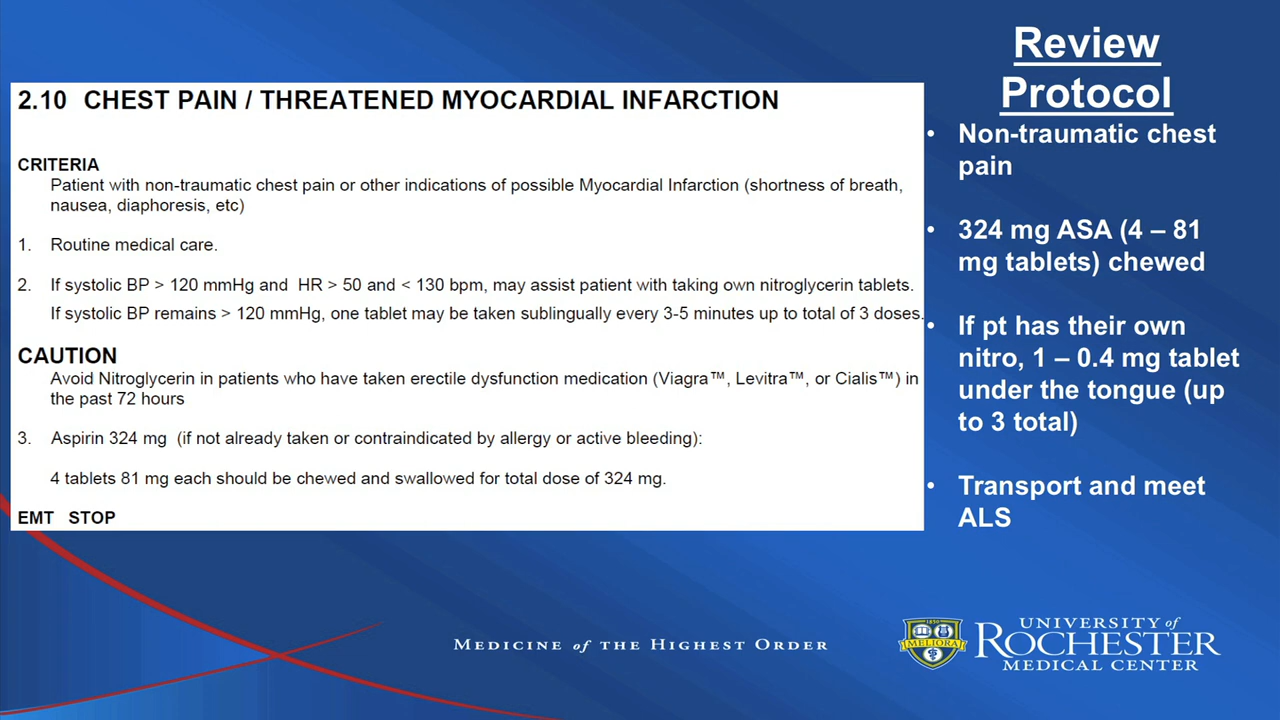 Review
Protocol
2.10 CHEST PAIN / THREATENED MYOCARDIAL INFARCTION
CRITERIA
Patient with non-traumatic chest pain or other indications of possible Myocardial Infarction (shortness of breath,
nausea, diaphoresis, etc)
1. Routine medical care.
2. If systolic BP > 120 mmHg and HR > 50 and < 130 bpm, may assist patient with taking own nitroglycerin tablets.
If systolic BP remains > 120 mmHg, one tablet may be taken sublingually every 3-5 minutes up to total of 3 doses.
CAUTION
Avoid Nitroglycerin in patients who have taken erectile dysfunction medication (Viagra™, Levitra™, or Cialis™) in
the past 72 hours
3. Aspirin 324 mg (if not already taken or contraindicated by allergy or active bleeding):
4 tablets 81 mg each should be chewed and swallowed for total dose of 324 mg.
EMT STOP
• Non-traumatic chest
pain
• 324 mg ASA (4 – 81
mg tablets) chewed
• If pt has their own
nitro, 1 – 0.4 mg tablet
under the tongue (up
to 3 total)
• Transport and meet
ALS
MEDICINE of THE HIGHEST ORDER
1850
MELIORA
UNIVERSITY of
ROCHESTER
MEDICAL CENTER